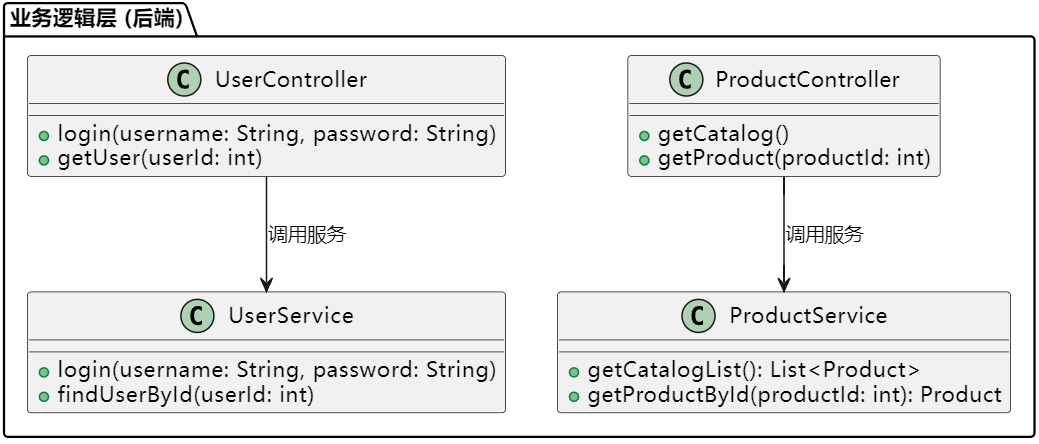 业务逻辑层 (后端)
C UserController
login(username: String, password: String)
getUser(userId: int)
C ProductController
getCatalog()
getProduct(productId: int)
调用服务
调用服务
C UserService
login(username: String, password: String)
findUserById(userId: int)
C ProductService
getCatalogList(): List<Product>
getProductById(productId: int): Product